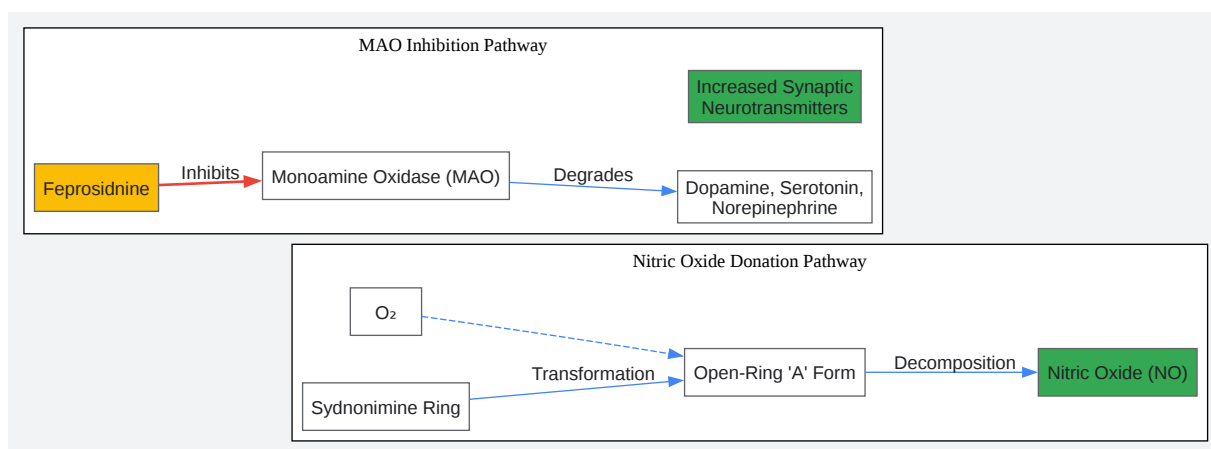 MAO Inhibition Pathway
Increased Synaptic
Neurotransmitters
Feprosidnine
Inhibits
Monoamine Oxidase (MAO)
Degrades
Dopamine, Serotonin,
Norepinephrine
Nitric Oxide Donation Pathway
O₂
Sydnonimine Ring
Transformation
Open-Ring 'A' Form
Decomposition
Nitric Oxide (NO)